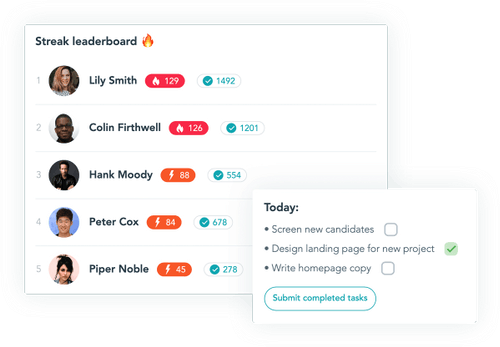 Streak leaderboard 🔥
1 Lily Smith 129 1492
2 Colin Firthwell 126 1201
3 Hank Moody 88 554
4 Peter Cox 84 678
5 Piper Noble 45 278
Today:
• Screen new candidates
• Design landing page for new project
• Write homepage copy
Submit completed tasks